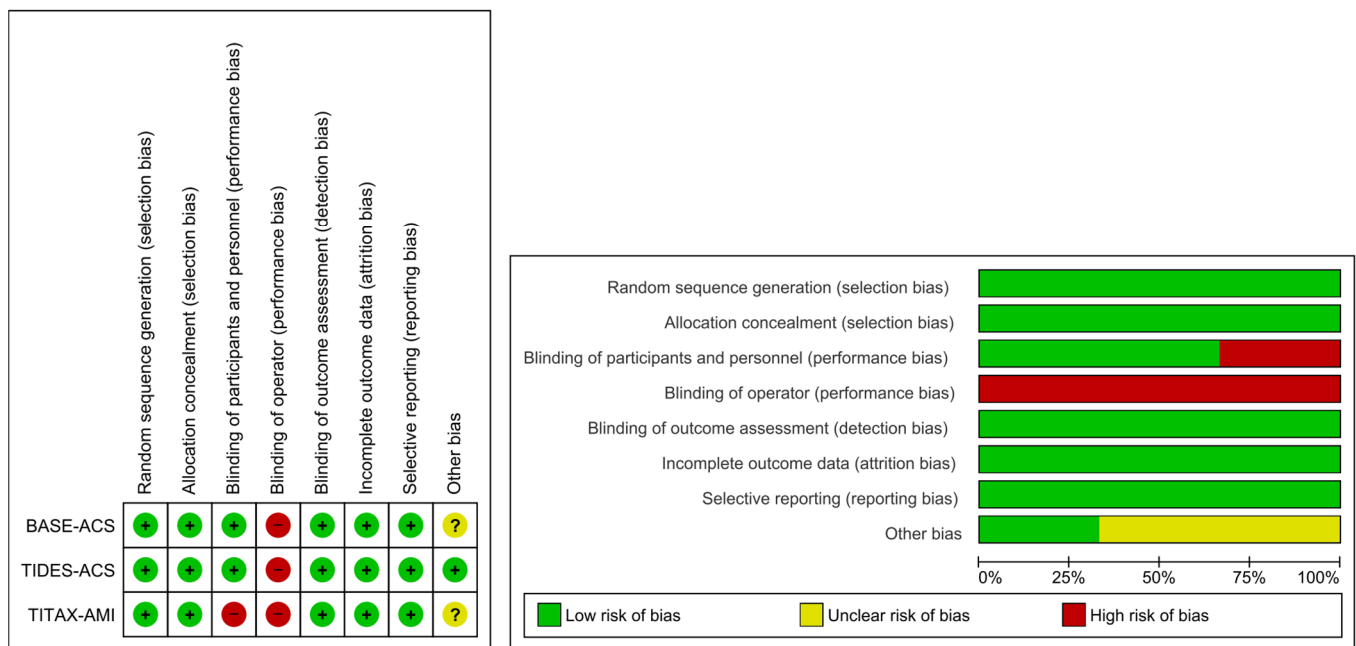 Random sequence generation (selection bias)
Allocation concealment (selection bias)
Blinding of participants and personnel (performance bias)
Blinding of operator (performance bias)
Blinding of outcome assessment (detection bias)
Incomplete outcome data (attrition bias)
Selective reporting (reporting bias)
Other bias
BASE-ACS + + + − + + + ?
TIDES-ACS + + + − + + + +
TITAX-AMI + + − − + + + ?
Random sequence generation (selection bias)
Allocation concealment (selection bias)
Blinding of participants and personnel (performance bias)
Blinding of operator (performance bias)
Blinding of outcome assessment (detection bias)
Incomplete outcome data (attrition bias)
Selective reporting (reporting bias)
Other bias
0% 25% 50% 75% 100%
Low risk of bias Unclear risk of bias High risk of bias